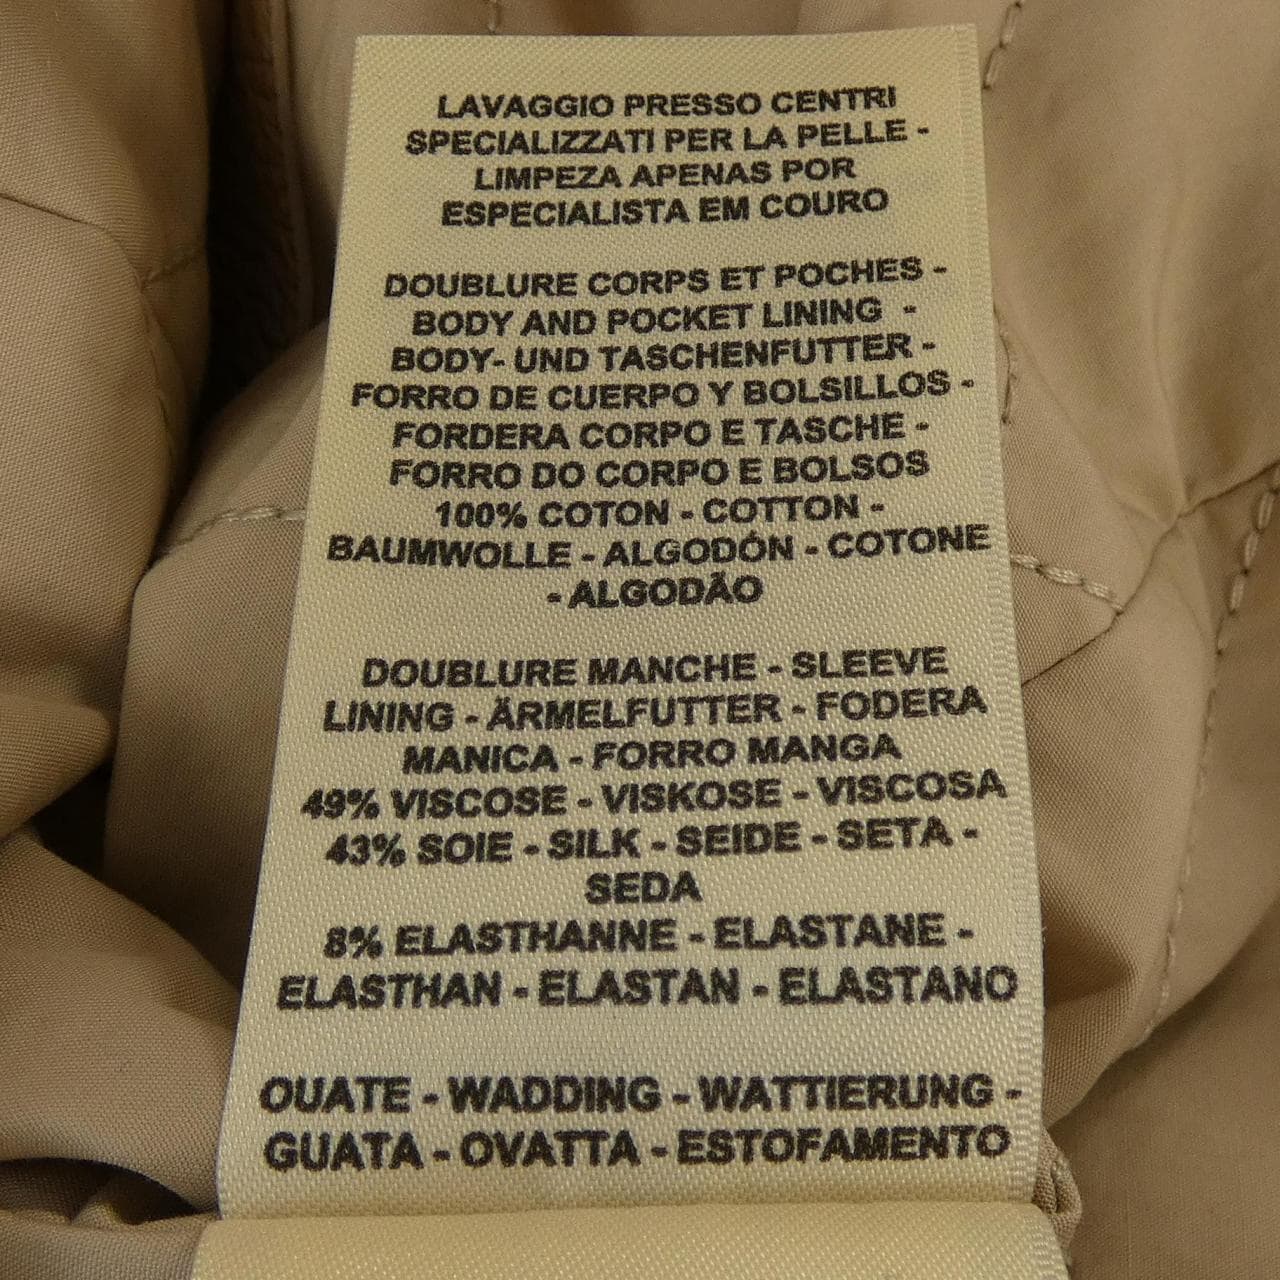 LAVAGGIO PRESSO CENTRI
SPECIALIZZATI PER LA PELLE -
LIMPEZA APENAS POR
ESPECIALISTA EM COURO
DOUBLURE CORPS ET POCHES -
BODY AND POCKET LINING -
BODY- UND TASCHENFUTTER -
FORRO DE CUERPO Y BOLSILLOS -
FORDERA CORPO E TASCHE -
FORRO DO CORPO E BOLSOS
100% COTON - COTTON -
BAUMWOLLE - ALGODÓN - COTONE
- ALGODÃO
DOUBLURE MANCHE - SLEEVE
LINING - ÄRMELFUTTER - FODERA
MANICA - FORRO MANGA
49% VISCOSE - VISKOSE - VISCOSA
43% SOIE - SILK - SEIDE - SETA -
SEDA
8% ELASTHANNE - ELASTANE -
ELASTHAN - ELASTAN - ELASTANO
OUATE - WADDING - WATTIERUNG -
GUATA - OVATTA - ESTOFAMENTO